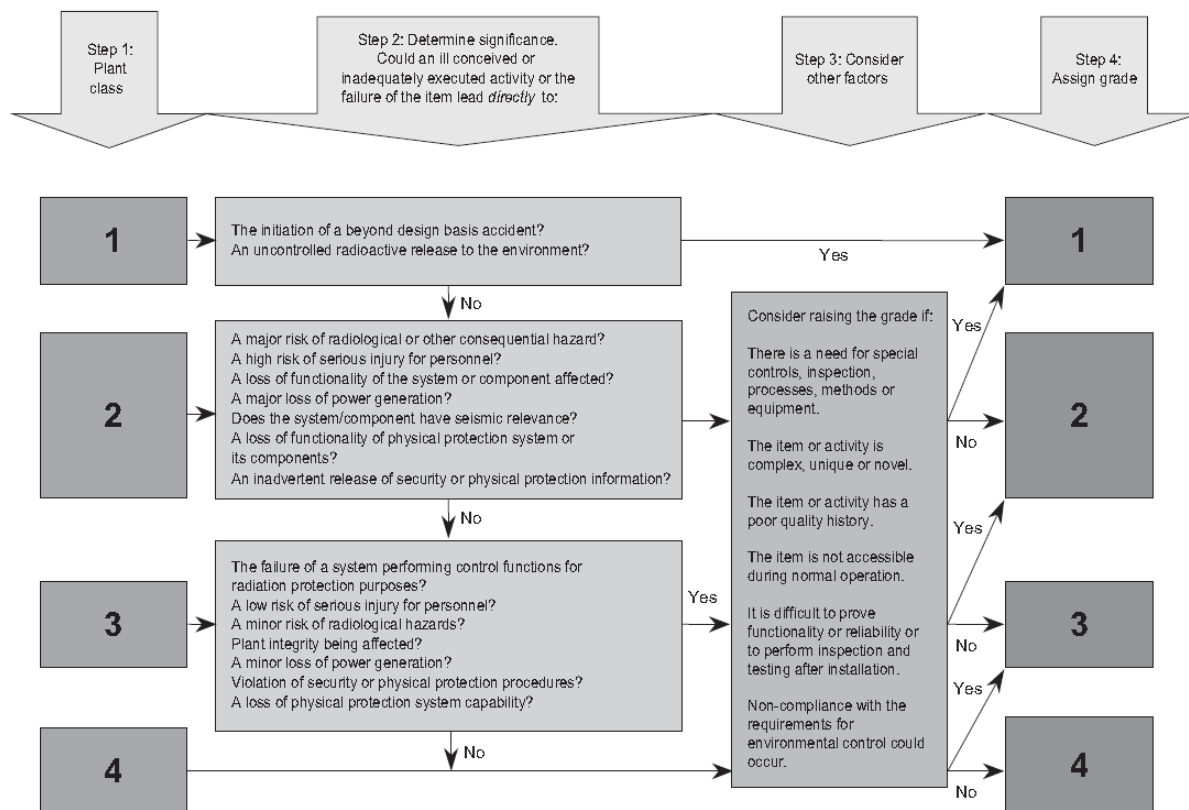 Step 1:
Plant
class
Step 2: Determine significance.
Could an ill conceived or
inadequately executed activity or the
failure of the item lead directly to:
Step 3: Consider
other factors
Step 4:
Assign grade
1
The initiation of a beyond design basis accident?
An uncontrolled radioactive release to the environment?
Yes
1
No
2
A major risk of radiological or other consequential hazard?
A high risk of serious injury for personnel?
A loss of functionality of the system or component affected?
A major loss of power generation?
Does the system/component have seismic relevance?
A loss of functionality of physical protection system or
its components?
An inadvertent release of security or physical protection information?
No
3
The failure of a system performing control functions for
radiation protection purposes?
A low risk of serious injury for personnel?
A minor risk of radiological hazards?
Plant integrity being affected?
A minor loss of power generation?
Violation of security or physical protection procedures?
A loss of physical protection system capability?
Yes
No
4
Consider raising the grade if:
There is a need for special
controls, inspection,
processes, methods or
equipment.
The item or activity is
complex, unique or novel.
The item or activity has a
poor quality history.
The item is not accessible
during normal operation.
It is difficult to prove
functionality or reliability or
to perform inspection and
testing after installation.
Non-compliance with the
requirements for
environmental control could
occur.
Yes
No
2
Yes
No
3
Yes
No
4